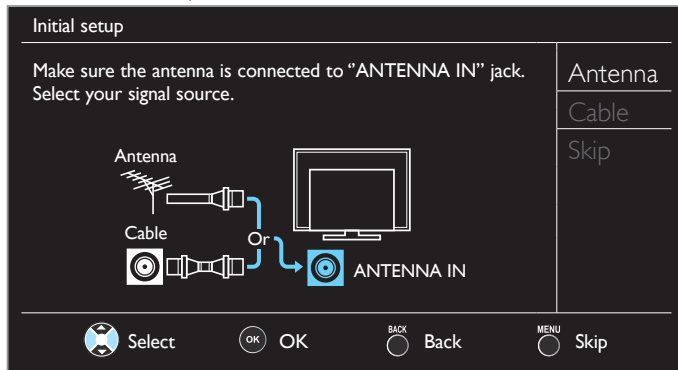 Initial setup
Make sure the antenna is connected to “ANTENNA IN” jack.
Select your signal source.
Antenna
Cable
Skip
Antenna
Cable
Or
ANTENNA IN
Select
OK
OK
BACK
Back
MENU
Skip